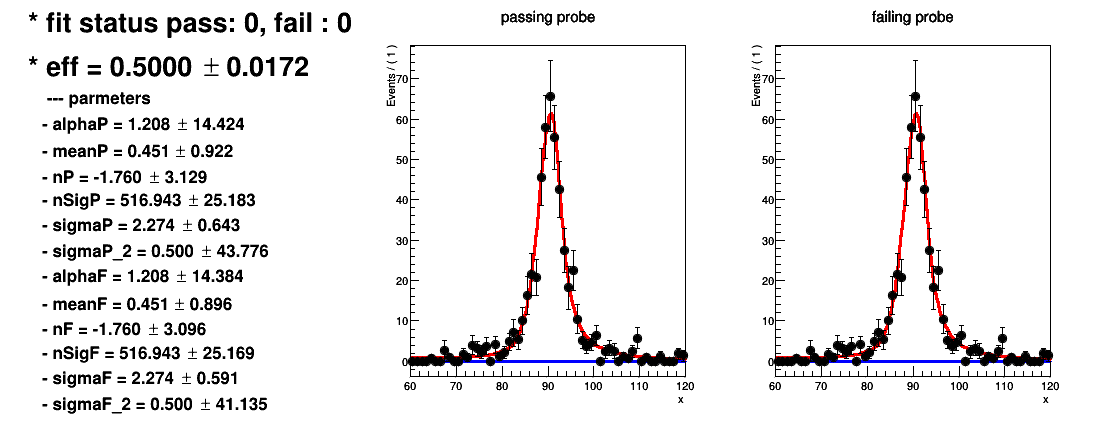 * fit status pass: 0, fail : 0
* eff = 0.5000 ± 0.0172
--- parmeters
- alphaP = 1.208 ± 14.424
- meanP = 0.451 ± 0.922
- nP = -1.760 ± 3.129
- nSigP = 516.943 ± 25.183
- sigmaP = 2.274 ± 0.643
- sigmaP_2 = 0.500 ± 43.776
- alphaF = 1.208 ± 14.384
- meanF = 0.451 ± 0.896
- nF = -1.760 ± 3.096
- nSigF = 516.943 ± 25.169
- sigmaF = 2.274 ± 0.591
- sigmaF_2 = 0.500 ± 41.135
passing probe
Events / ( 1 )
70
60
50
40
30
20
10
0
60 70 80 90 100 110 120
x
failing probe
Events / ( 1 )
70
60
50
40
30
20
10
0
60 70 80 90 100 110 120
x